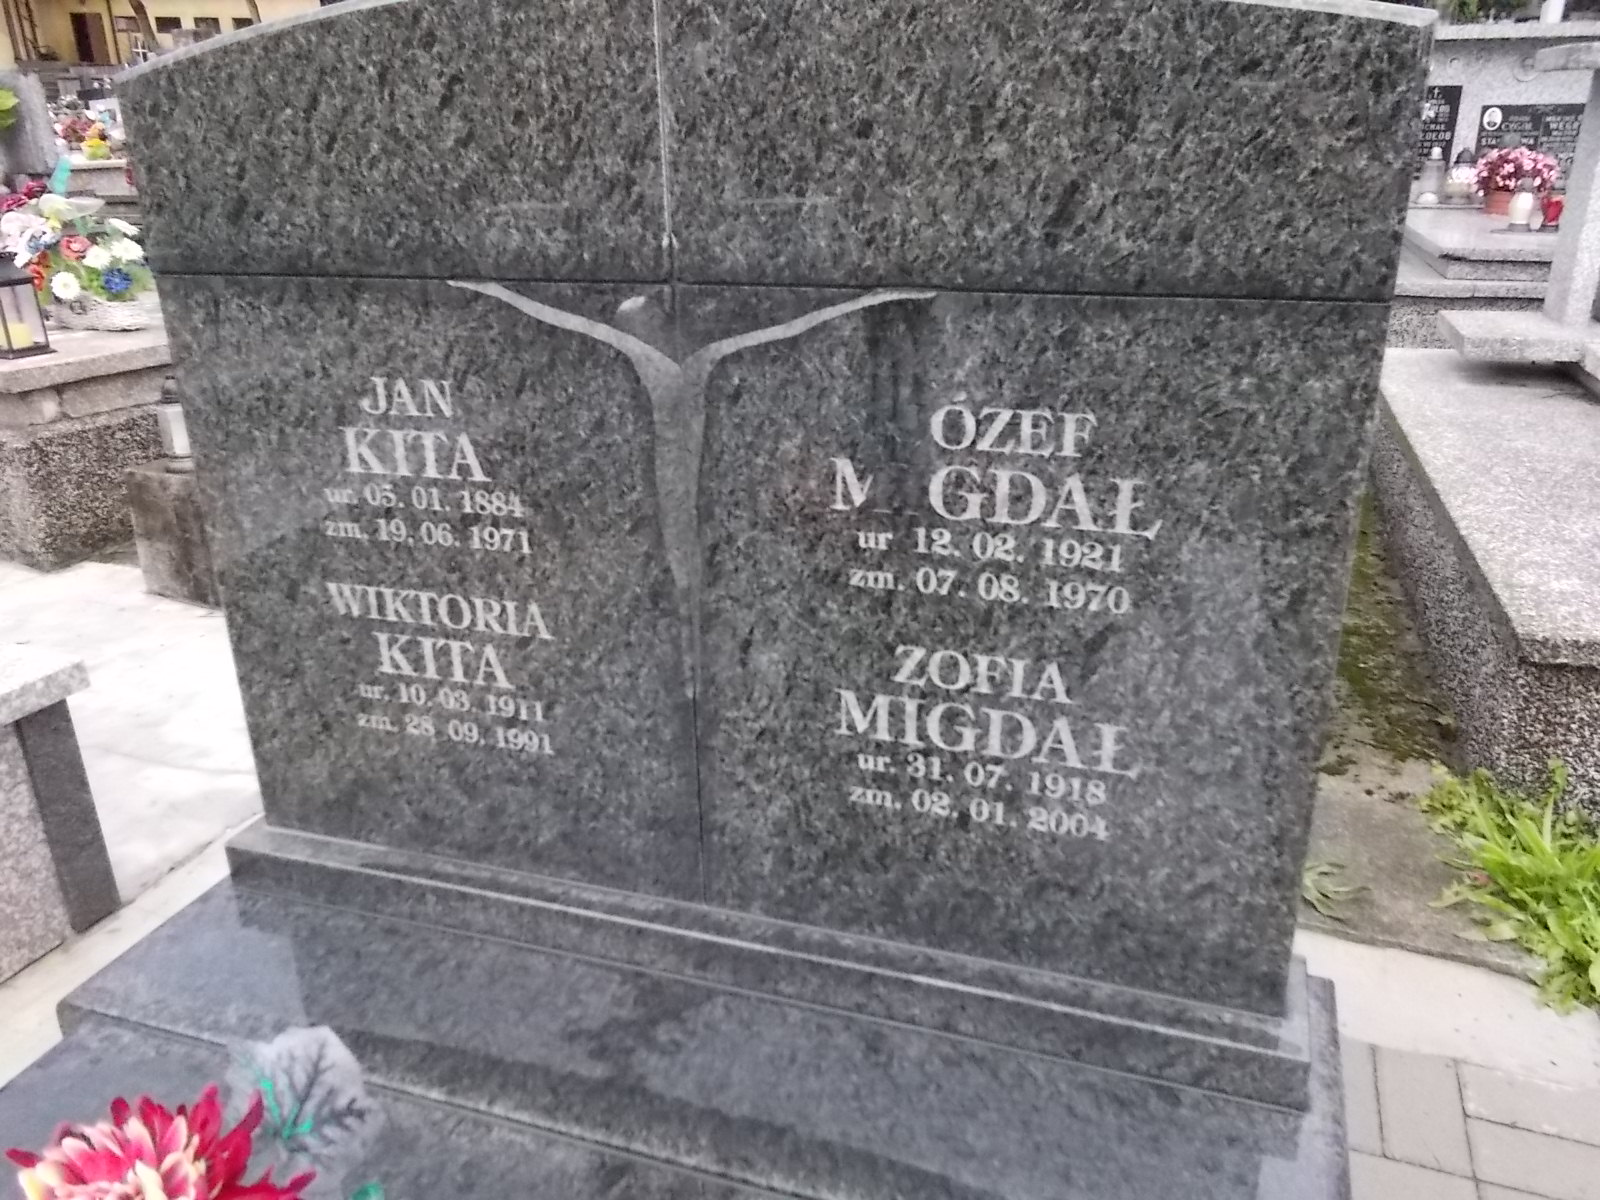 JAN
KITA
ur. 05. 01. 1884
zm. 19. 06. 1971
WIKTORIA
KITA
ur. 10. 03. 1911
zm. 28 09. 1991
ÓZEF
MIGDAŁ
ur 12. 02. 1921
zm. 07. 08. 1970
ZOFIA
MIGDAŁ
ur. 31. 07. 1918
zm. 02. 01. 2004